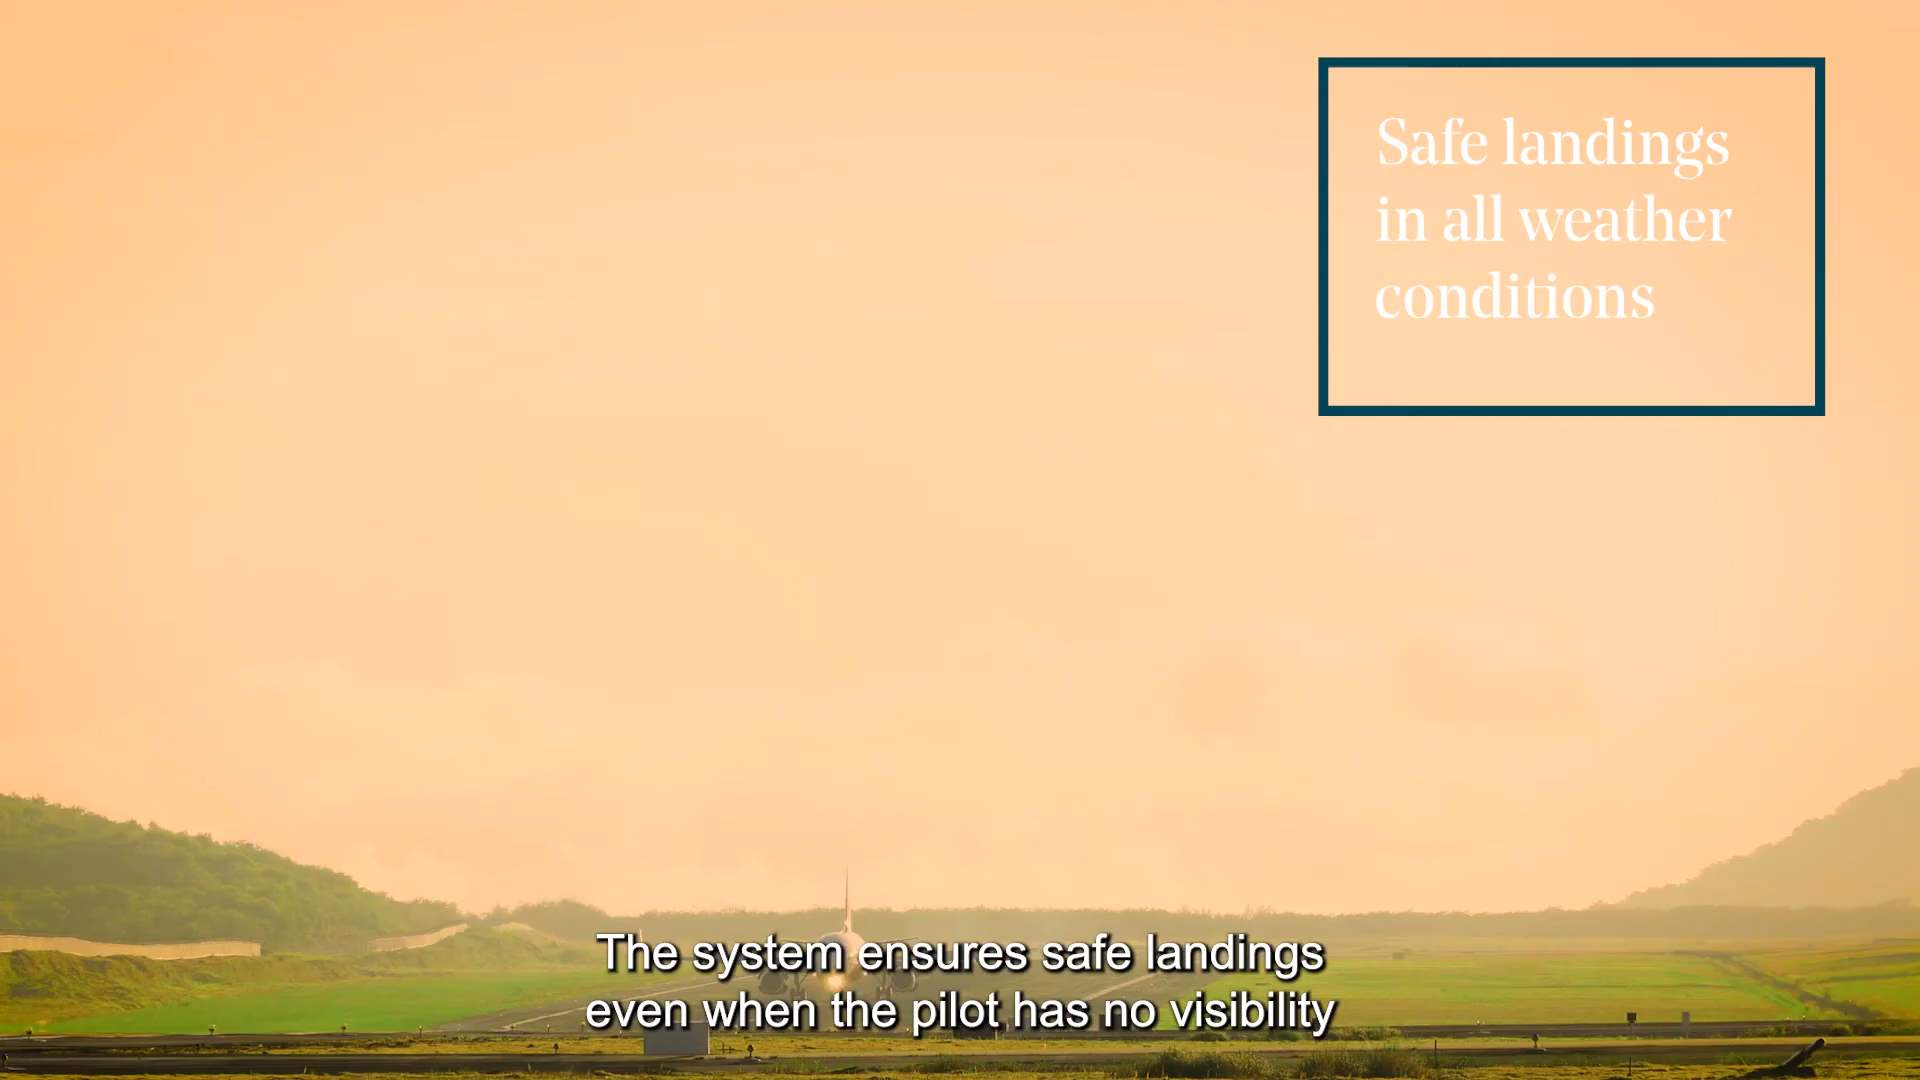 Safe landings
in all weather
conditions
The system ensures safe landings
even when the pilot has no visibility